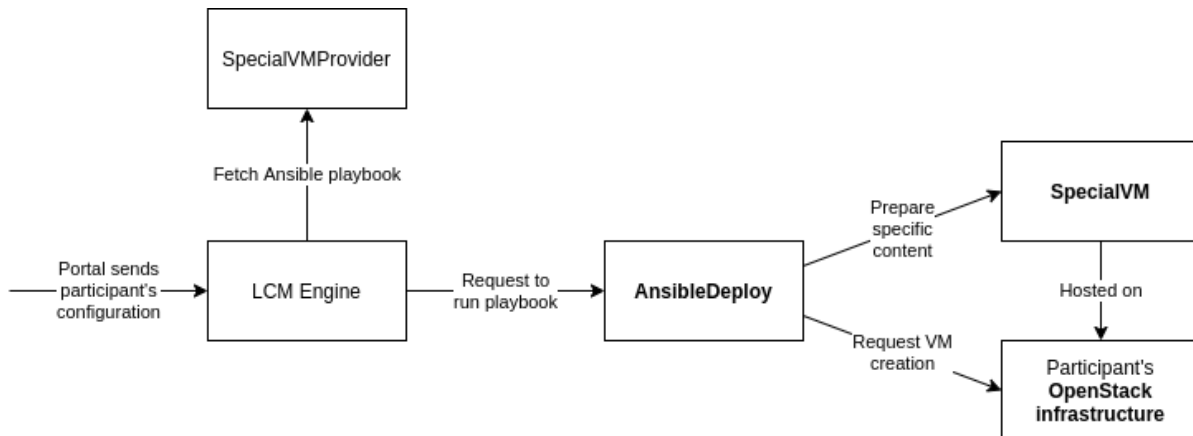 SpecialVMProvider
Fetch Ansible playbook
Portal sends
participant's
configuration
LCM Engine
Request to
run playbook
AnsibleDeploy
Prepare
specific
content
SpecialVM
Hosted on
Request VM
creation
Participant's
OpenStack
infrastructure